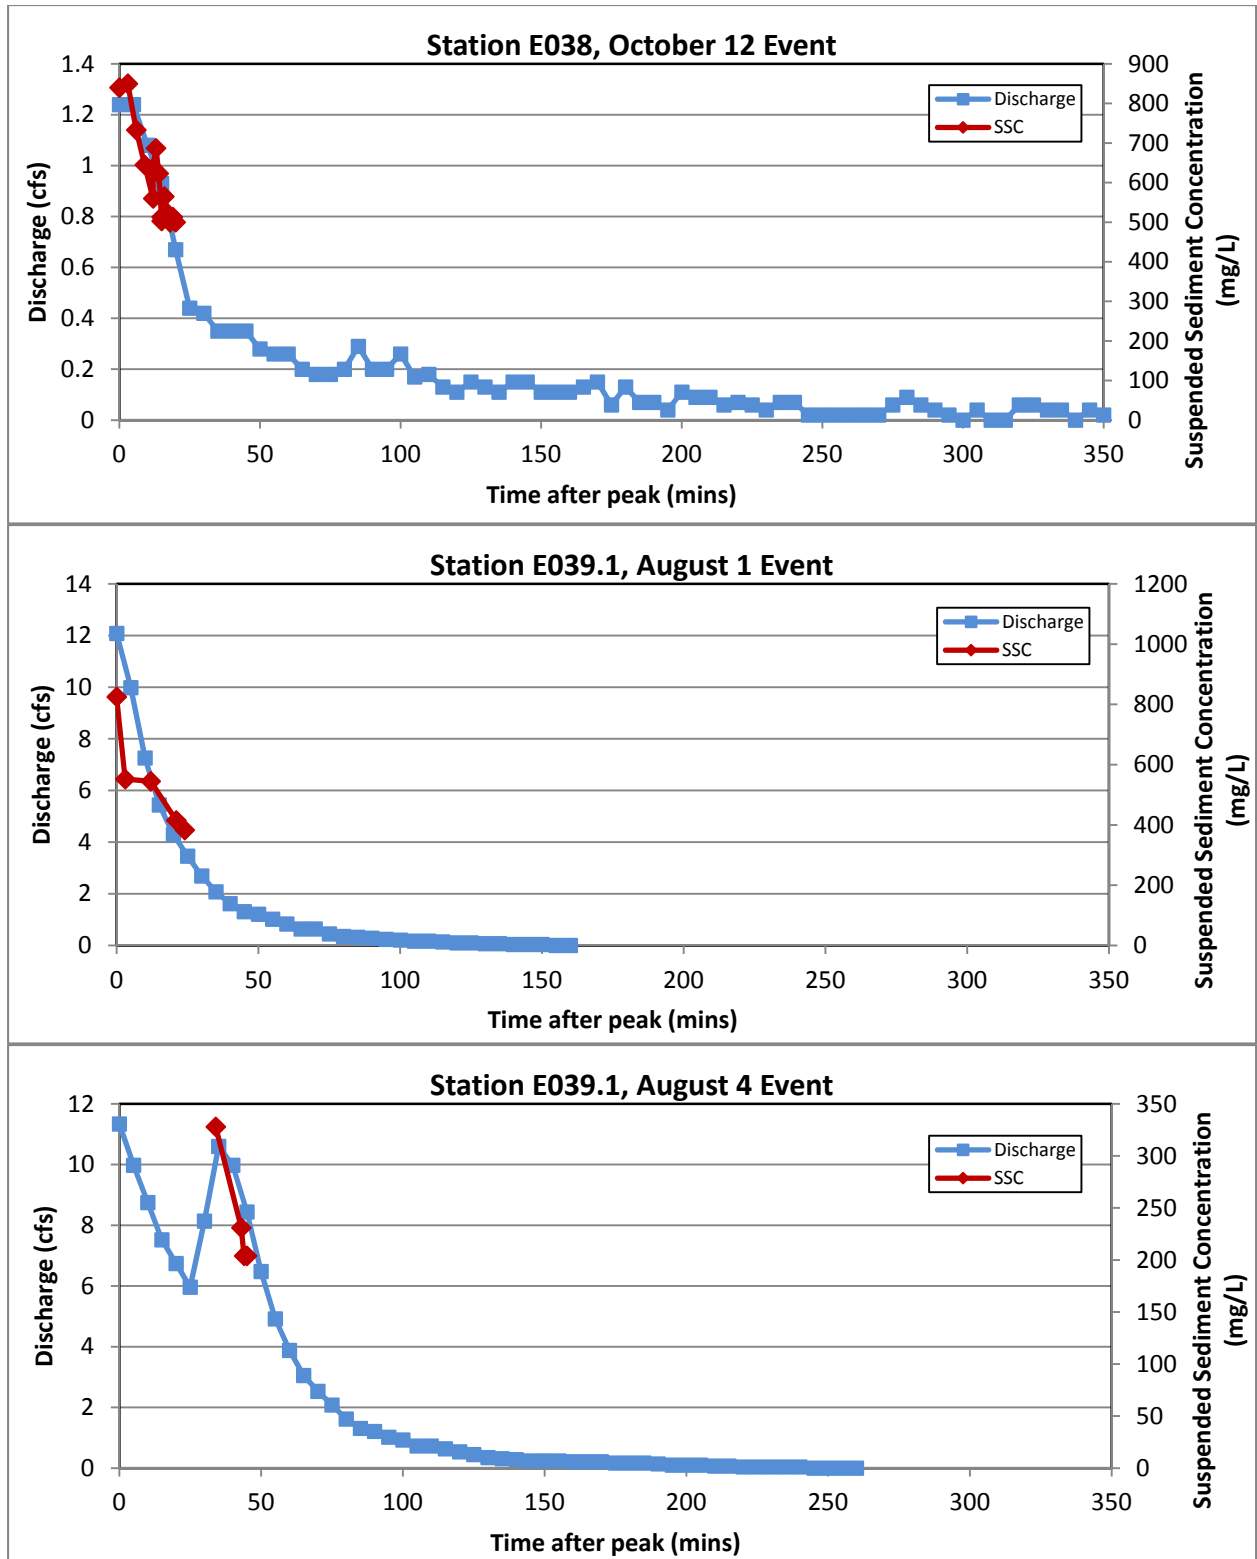 Station E038, October 12 Event
1.4
1.2
1
0.8
0.6
0.4
0.2
0
Discharge (cfs)
900
800
700
600
500
400
300
200
100
0
Suspended Sediment Concentration
(mg/L)
Discharge
SSC
0 50 100 150 200 250 300 350
Time after peak (mins)
Station E039.1, August 1 Event
14
12
10
8
6
4
2
0
Discharge (cfs)
1200
1000
800
600
400
200
0
Suspended Sediment Concentration
(mg/L)
Discharge
SSC
0 50 100 150 200 250 300 350
Time after peak (mins)
Station E039.1, August 4 Event
12
10
8
6
4
2
0
Discharge (cfs)
350
300
250
200
150
100
50
0
Suspended Sediment Concentration
(mg/L)
Discharge
SSC
0 50 100 150 200 250 300 350
Time after peak (mins)